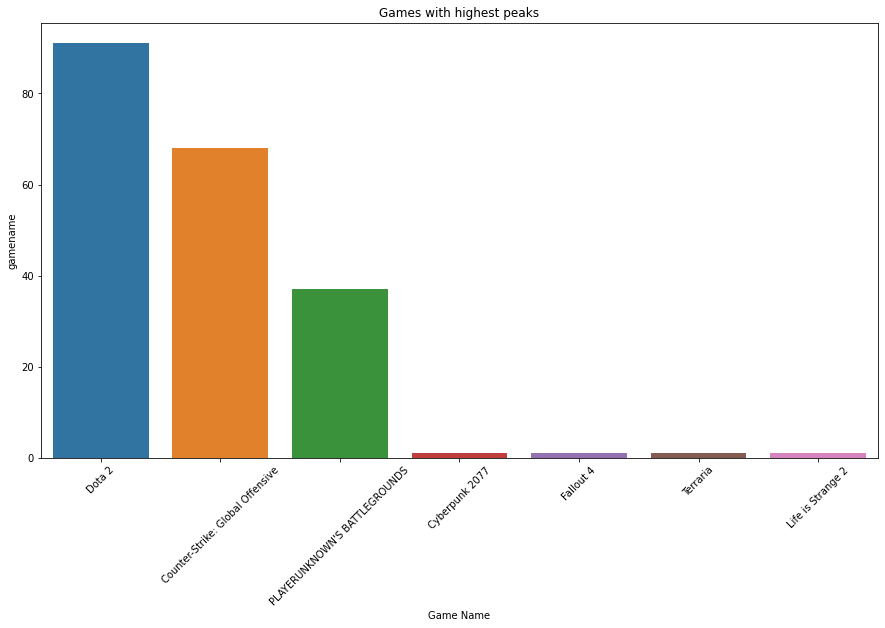 Games with highest peaks
gamename
80
60
40
20
0
Dota 2
Counter-Strike: Global Offensive
PLAYERUNKNOWN'S BATTLEGROUNDS
Cyberpunk 2077
Fallout 4
Terraria
Life is Strange 2
Game Name